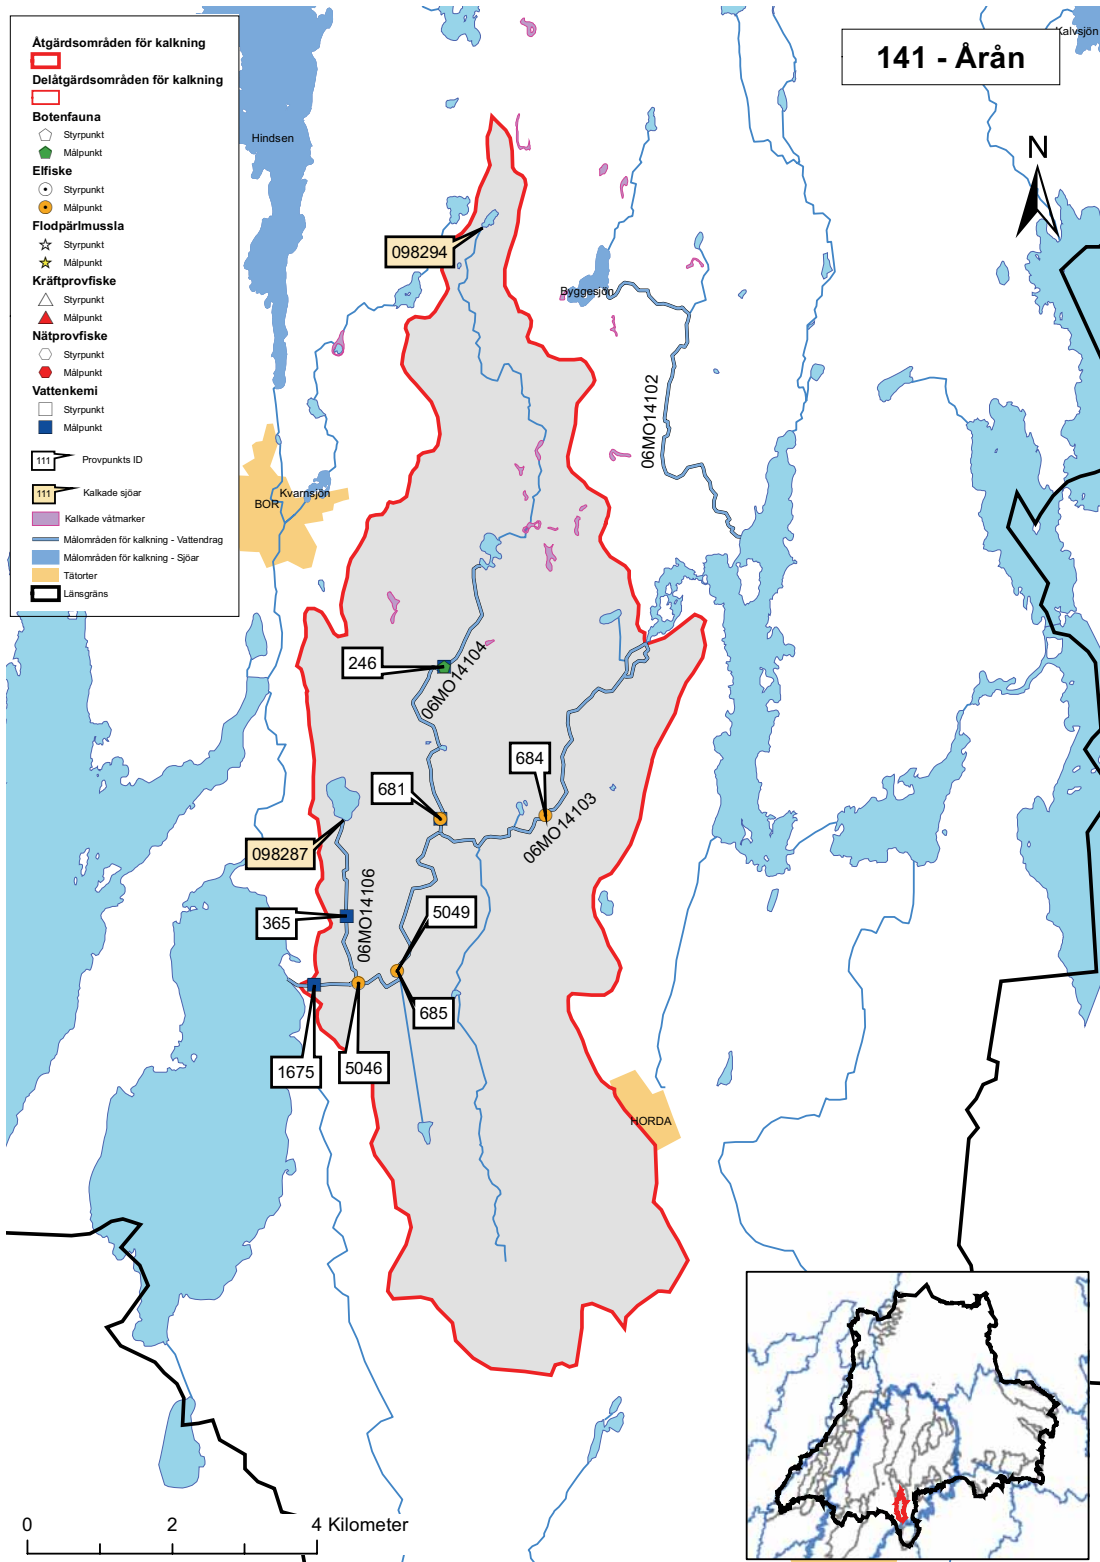 141 - Årån
Åtgärdsområden för kalkning
Delåtgärdsområden för kalkning
Botenfauna
Styrpunkt
Målpunkt
Elfiske
Styrpunkt
Målpunkt
Flodpärlmussla
Styrpunkt
Målpunkt
Kräftprovfiske
Styrpunkt
Målpunkt
Nätprovfiske
Styrpunkt
Målpunkt
Vattenkemi
Styrpunkt
Målpunkt
111 Provpunkts ID
111 Kalkade sjöar
Kalkade våtmarker
Målområden för kalkning - Vattendrag
Målområden för kalkning - Sjöar
Tätorter
Länsgräns
Kalvsjön
Hindsen
N
098294
Byggesjön
06MO14102
Kvarnsjön
BOR
246
06MO14104
684
681
06MO14103
098287
06MO14106
5049
365
685
1675
5046
HORDA
0 2 4 Kilometer